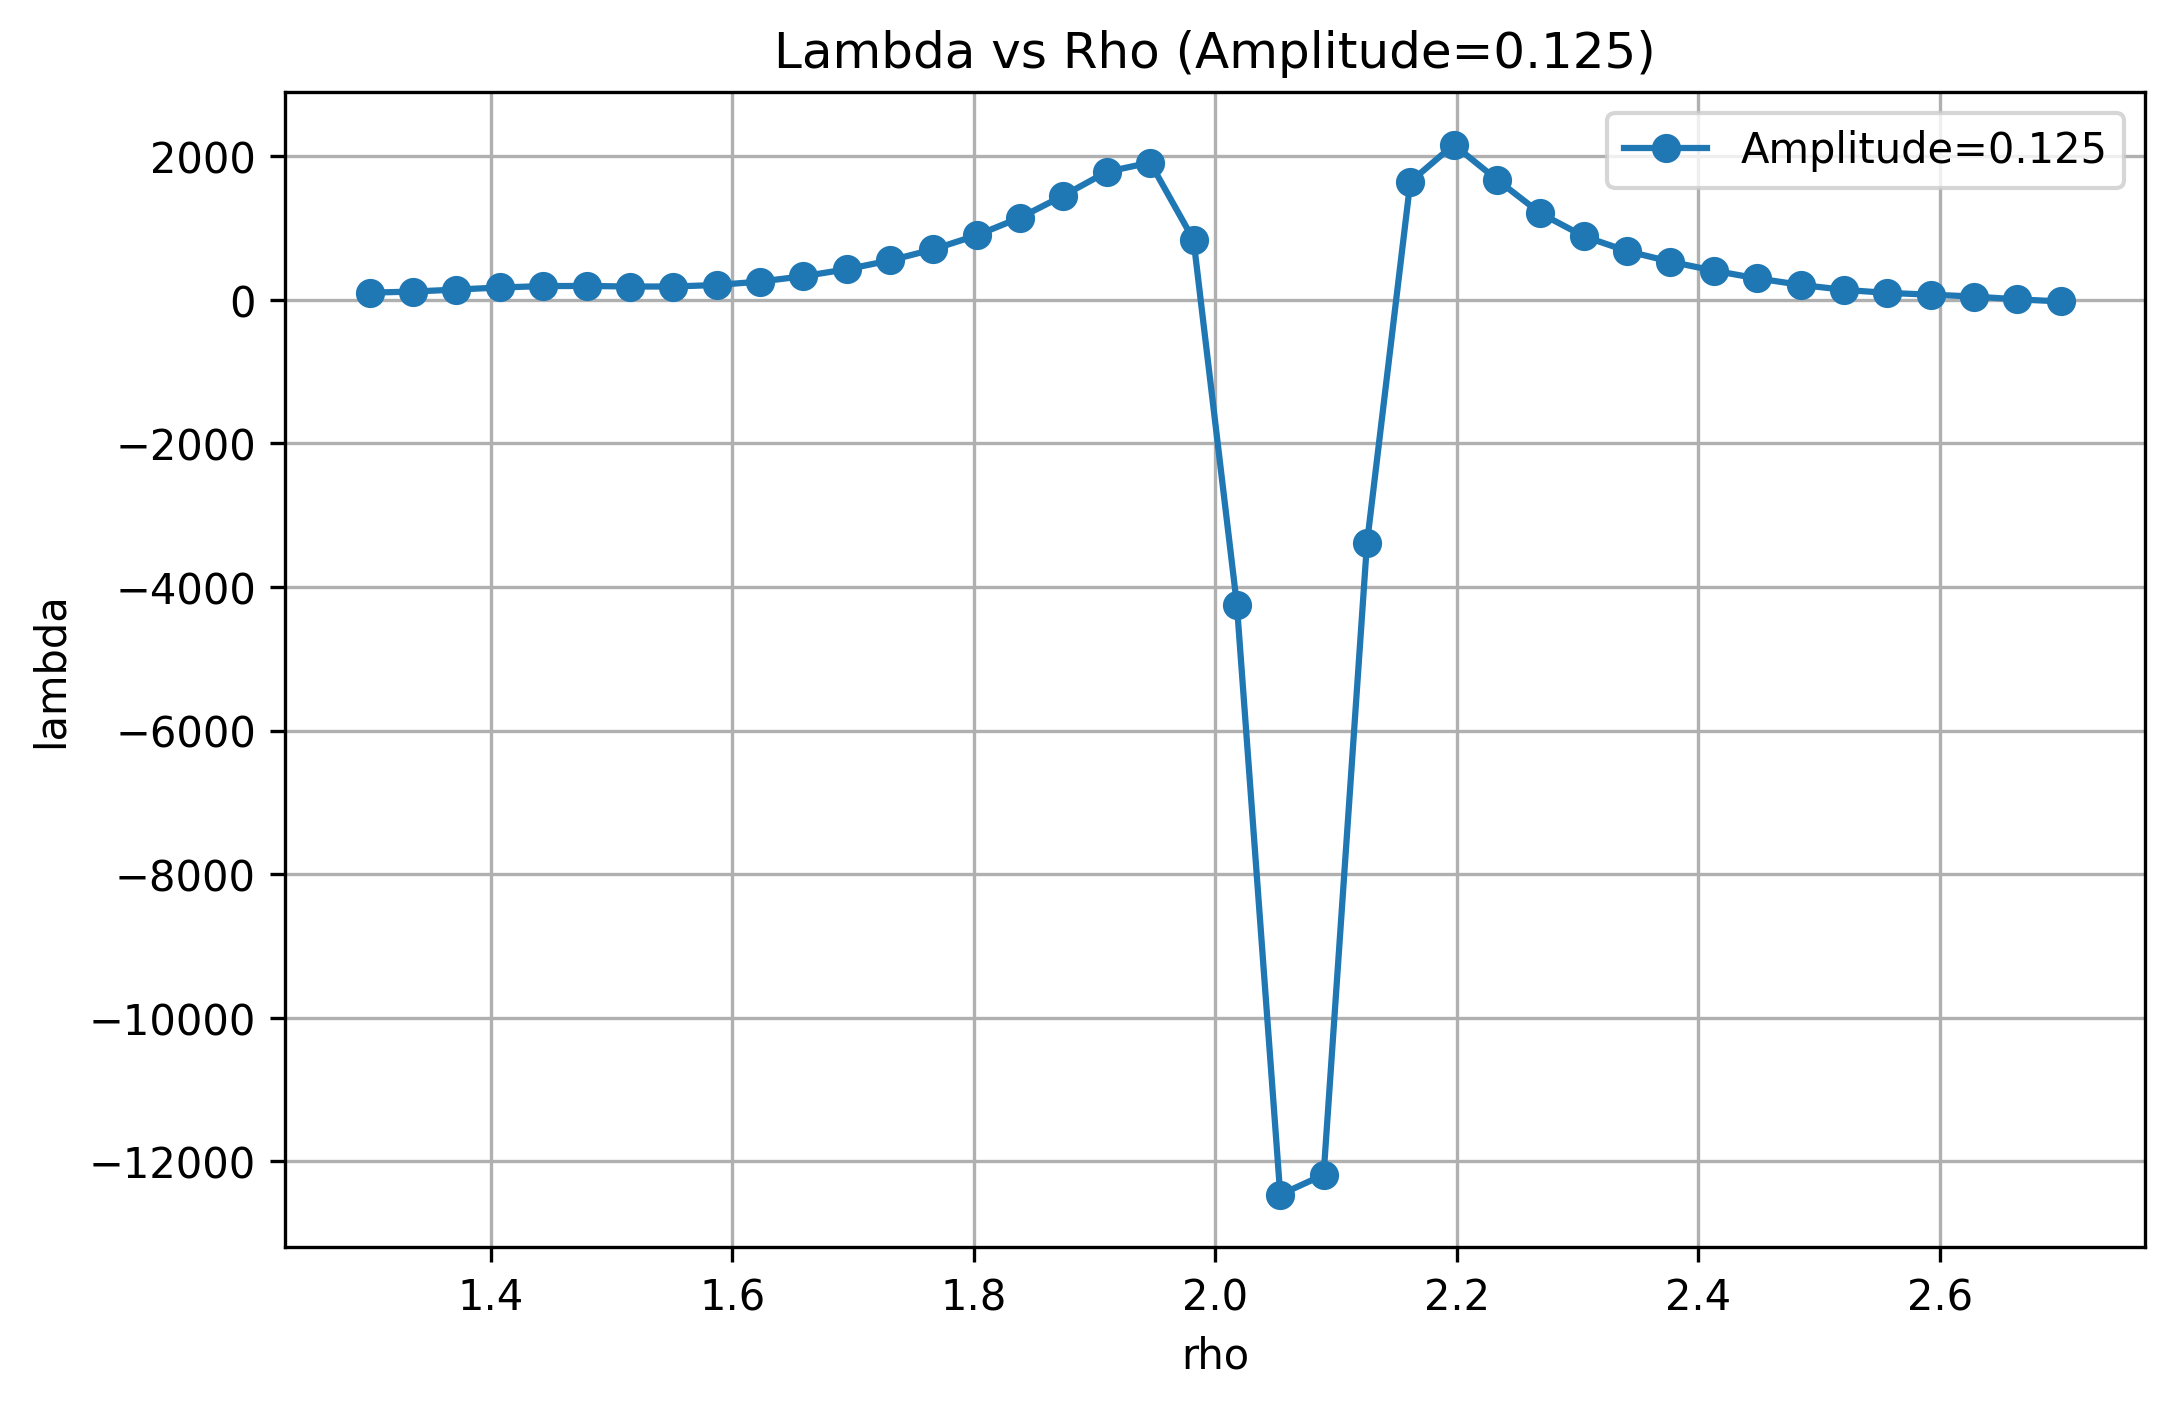 Lambda vs Rho (Amplitude=0.125)
Amplitude=0.125
2000
0
−2000
−4000
−6000
−8000
−10000
−12000
lambda
1.4 1.6 1.8 2.0 2.2 2.4 2.6
rho